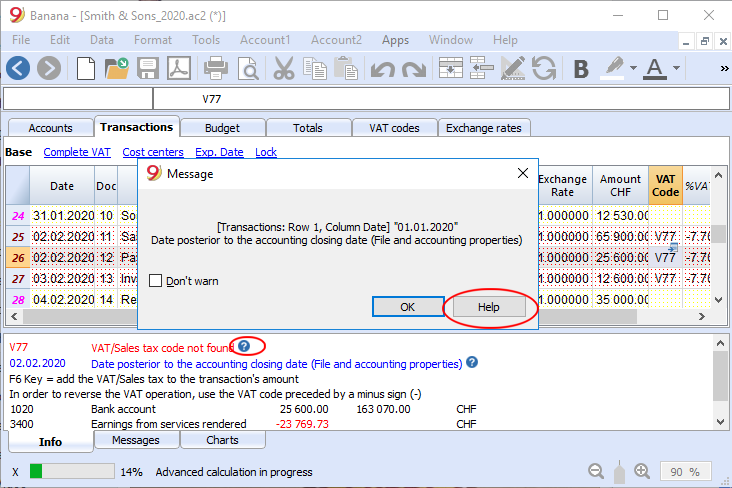 Banana - [Smith & Sons_2020.ac2 (*)]
File Edit Data Format Tools Account1 Account2 Apps Window Help
B A »
V77
Accounts Transactions Budget Totals VAT codes Exchange rates
Base Complete VAT Cost centers Exp. Date Lock
Date Doc Exchange Rate Amount CHF VAT Code %VA
24 31.01.2020 10 So 1.000000 12 530.00
25 02.02.2020 11 Sa 1.000000 65 900.00 V77 -7.70
26 02.02.2020 12 Pa 1.000000 25 600.00 V77 -7.70
27 03.02.2020 13 Inv 1.000000 12 600.00 V77 -7.70
28 04.02.2020 14 Re 1.000000 35 000.00
Message
[Transactions: Row 1, Column Date] "01.01.2020"
Date posterior to the accounting closing date (File and accounting properties)
Don't warn
OK Help
V77 VAT/Sales tax code not found ?
02.02.2020 Date posterior to the accounting closing date (File and accounting properties) ?
F6 Key = add the VAT/Sales tax to the transaction's amount
In order to reverse the VAT operation, use the VAT code preceded by a minus sign (-)
1020 Bank account 25 600.00 163 070.00 CHF
3400 Earnings from services rendered -23 769.73 CHF
Info Messages Charts
X 14% Advanced calculation in progress 90 %